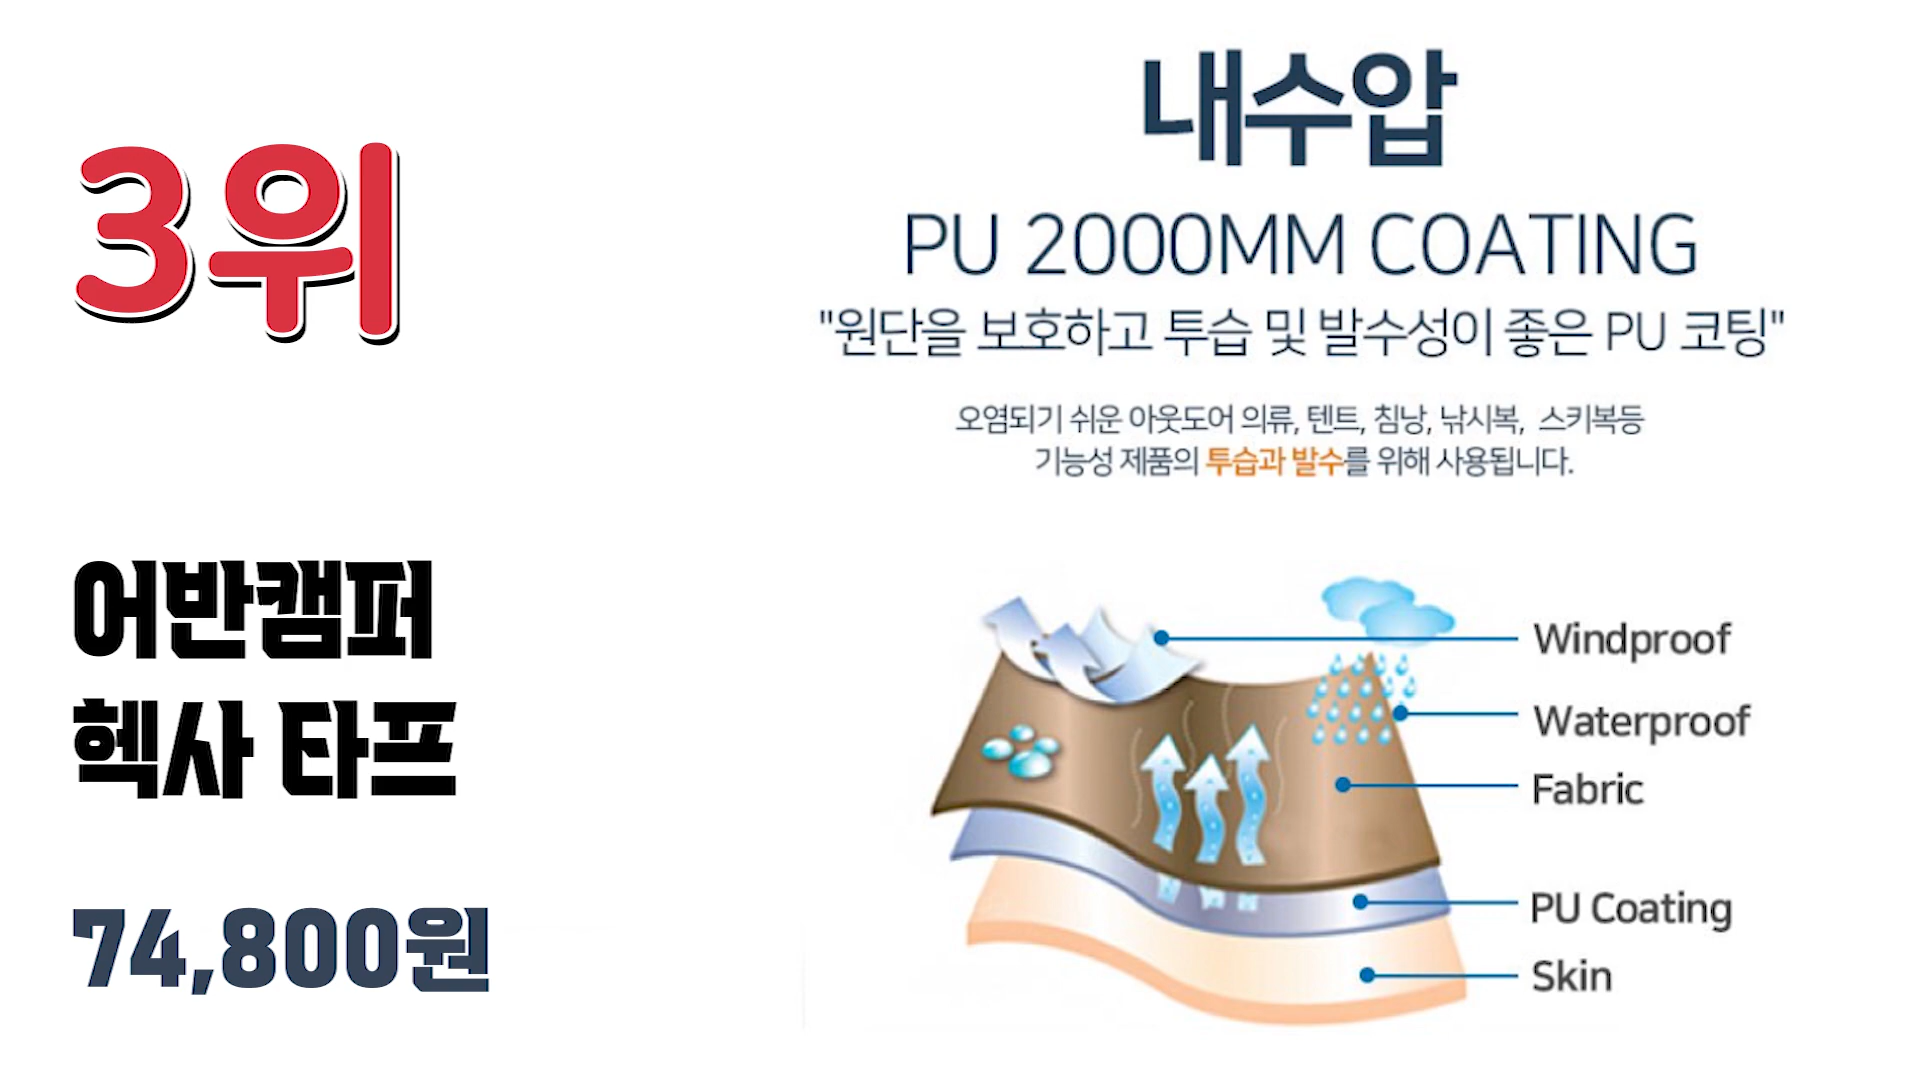 3위
어반캠퍼
헥사 타프
74,800원
내수압
PU 2000MM COATING
"원단을 보호하고 투습 및 발수성이 좋은 PU 코팅"
오염되기 쉬운 아웃도어 의류, 텐트, 침낭, 낚시복, 스키복등
기능성 제품의 투습과 발수를 위해 사용됩니다.
Windproof
Waterproof
Fabric
PU Coating
Skin